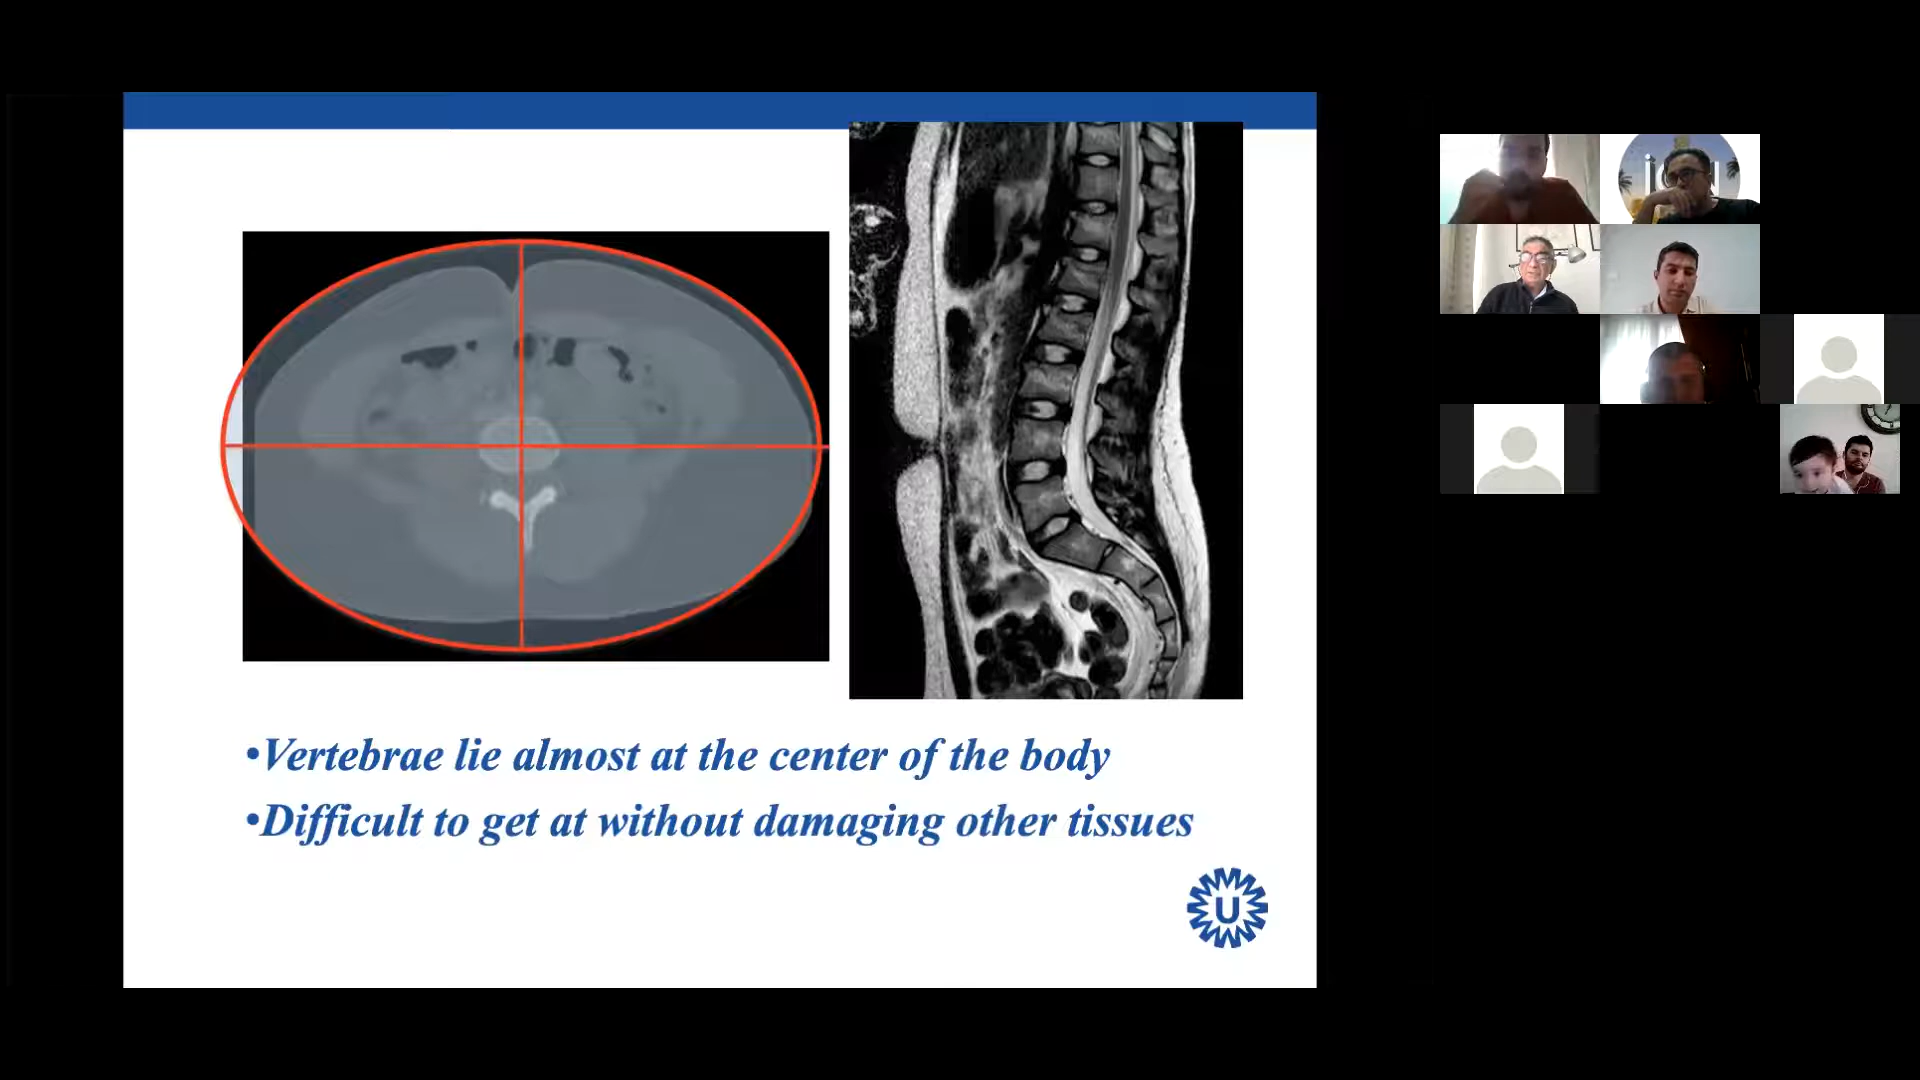 •Vertebrae lie almost at the center of the body
•Difficult to get at without damaging other tissues
U